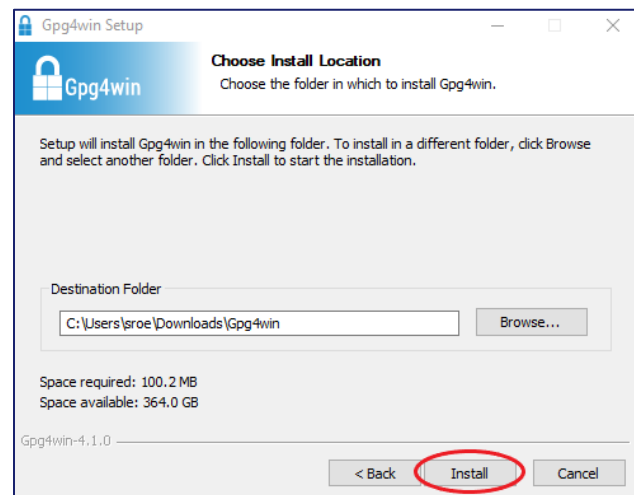 Gpg4win Setup
Gpg4win
Choose Install Location
Choose the folder in which to install Gpg4win.
Setup will install Gpg4win in the following folder. To install in a different folder, click Browse
and select another folder. Click Install to start the installation.
Destination Folder
C:\Users\sroe\Downloads\Gpg4win
Browse...
Space required: 100.2 MB
Space available: 364.0 GB
Gpg4win-4.1.0
< Back Install Cancel